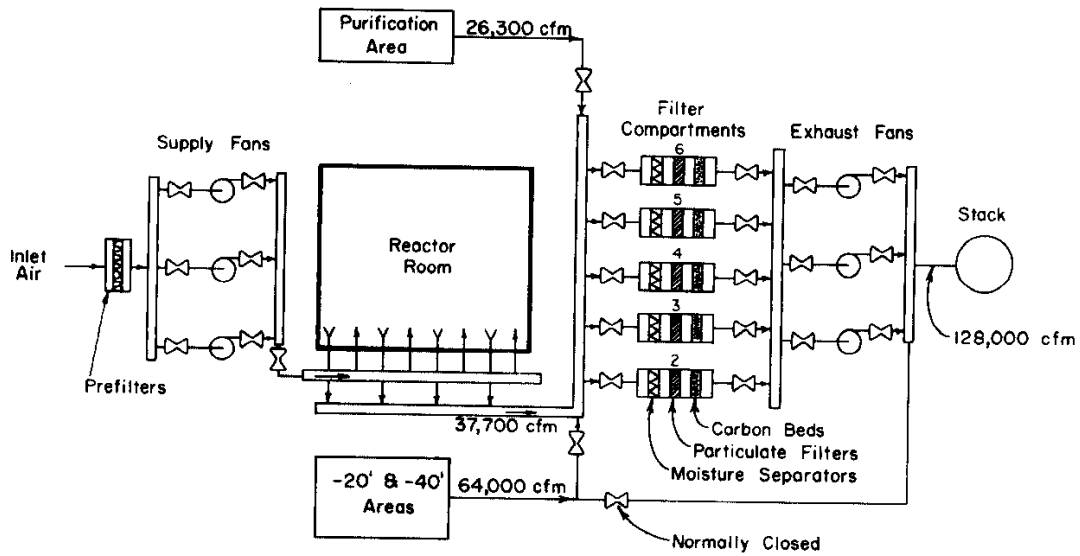 Purification
Area
26,300 cfm
Filter
Compartments
Exhaust Fans
Supply Fans
6
5
4
3
2
Reactor
Room
Inlet
Air
Stack
128,000 cfm
Prefilters
37,700 cfm
Carbon Beds
Particulate Filters
Moisture Separators
-20' & -40'
Areas
64,000 cfm
Normally Closed